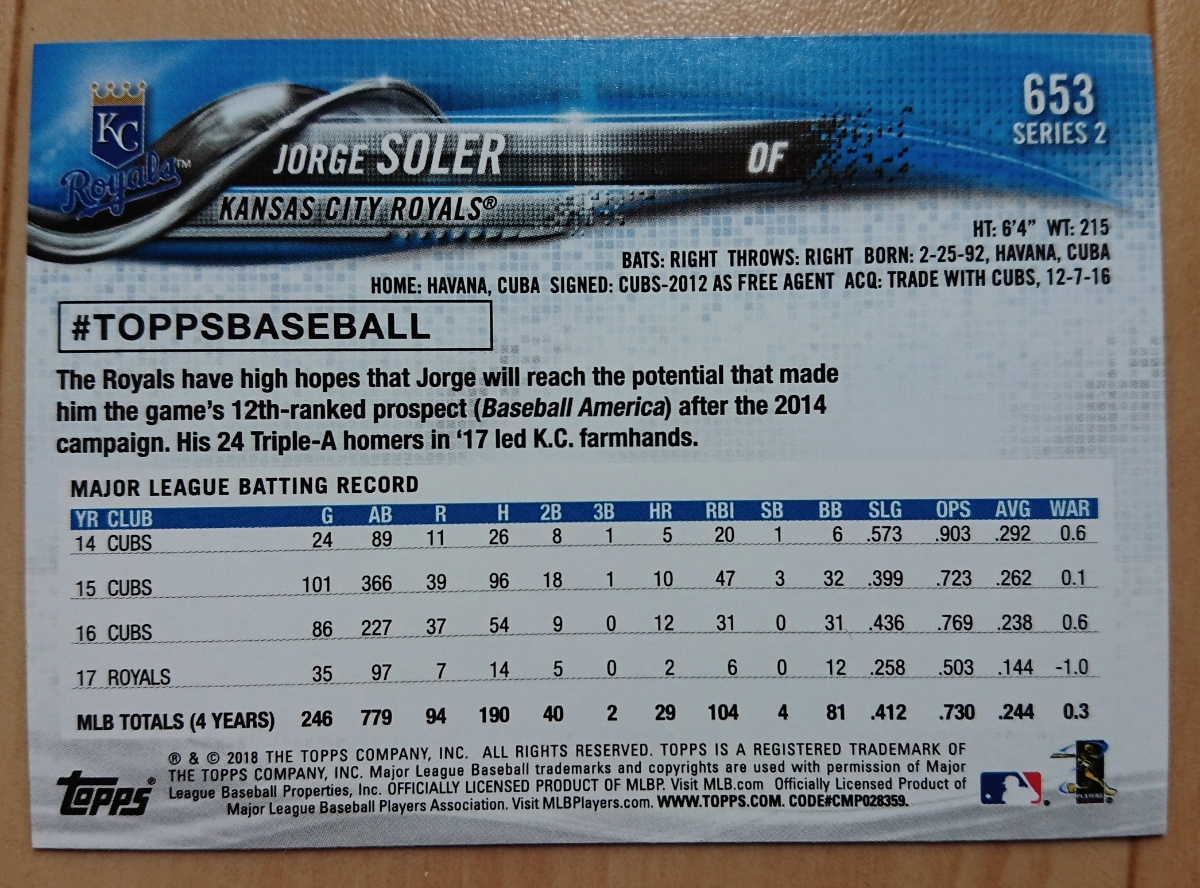 KC
Royals™
JORGE SOLER OF
KANSAS CITY ROYALS®
653
SERIES 2
HT: 6'4" WT: 215
BATS: RIGHT THROWS: RIGHT BORN: 2-25-92, HAVANA, CUBA
HOME: HAVANA, CUBA SIGNED: CUBS-2012 AS FREE AGENT ACQ: TRADE WITH CUBS, 12-7-16
#TOPPSBASEBALL
The Royals have high hopes that Jorge will reach the potential that made
him the game's 12th-ranked prospect (Baseball America) after the 2014
campaign. His 24 Triple-A homers in '17 led K.C. farmhands.
MAJOR LEAGUE BATTING RECORD
YR CLUB G AB R H 2B 3B HR RBI SB BB SLG OPS AVG WAR
14 CUBS 24 89 11 26 8 1 5 20 1 6 .573 .903 .292 0.6
15 CUBS 101 366 39 96 18 1 10 47 3 32 .399 .723 .262 0.1
16 CUBS 86 227 37 54 9 0 12 31 0 31 .436 .769 .238 0.6
17 ROYALS 35 97 7 14 5 0 2 6 0 12 .258 .503 .144 -1.0
MLB TOTALS (4 YEARS) 246 779 94 190 40 2 29 104 4 81 .412 .730 .244 0.3
® & © 2018 THE TOPPS COMPANY, INC. ALL RIGHTS RESERVED. TOPPS IS A REGISTERED TRADEMARK OF
THE TOPPS COMPANY, INC. Major League Baseball trademarks and copyrights are used with permission of Major
League Baseball Properties, Inc. OFFICIALLY LICENSED PRODUCT OF MLBP. Visit MLB.com Officially Licensed Product of
Major League Baseball Players Association. Visit MLBPlayers.com. WWW.TOPPS.COM. CODE#CMP028359.
Topps®